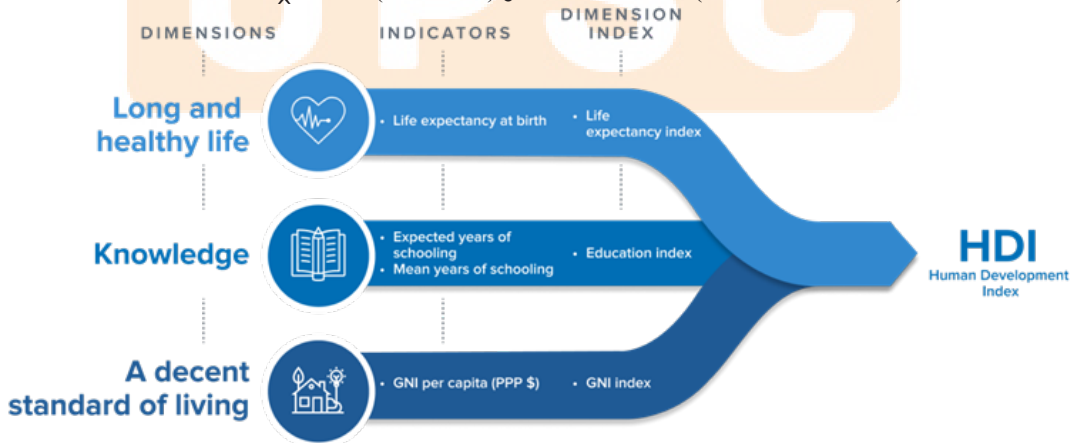 UPSC
DIMENSIONS
INDICATORS
DIMENSION
INDEX
Long and
healthy life
• Life expectancy at birth
• Life
expectancy index
Knowledge
• Expected years of
schooling
• Mean years of schooling
• Education index
HDI
Human Development
Index
A decent
standard of living
• GNI per capita (PPP $)
• GNI index